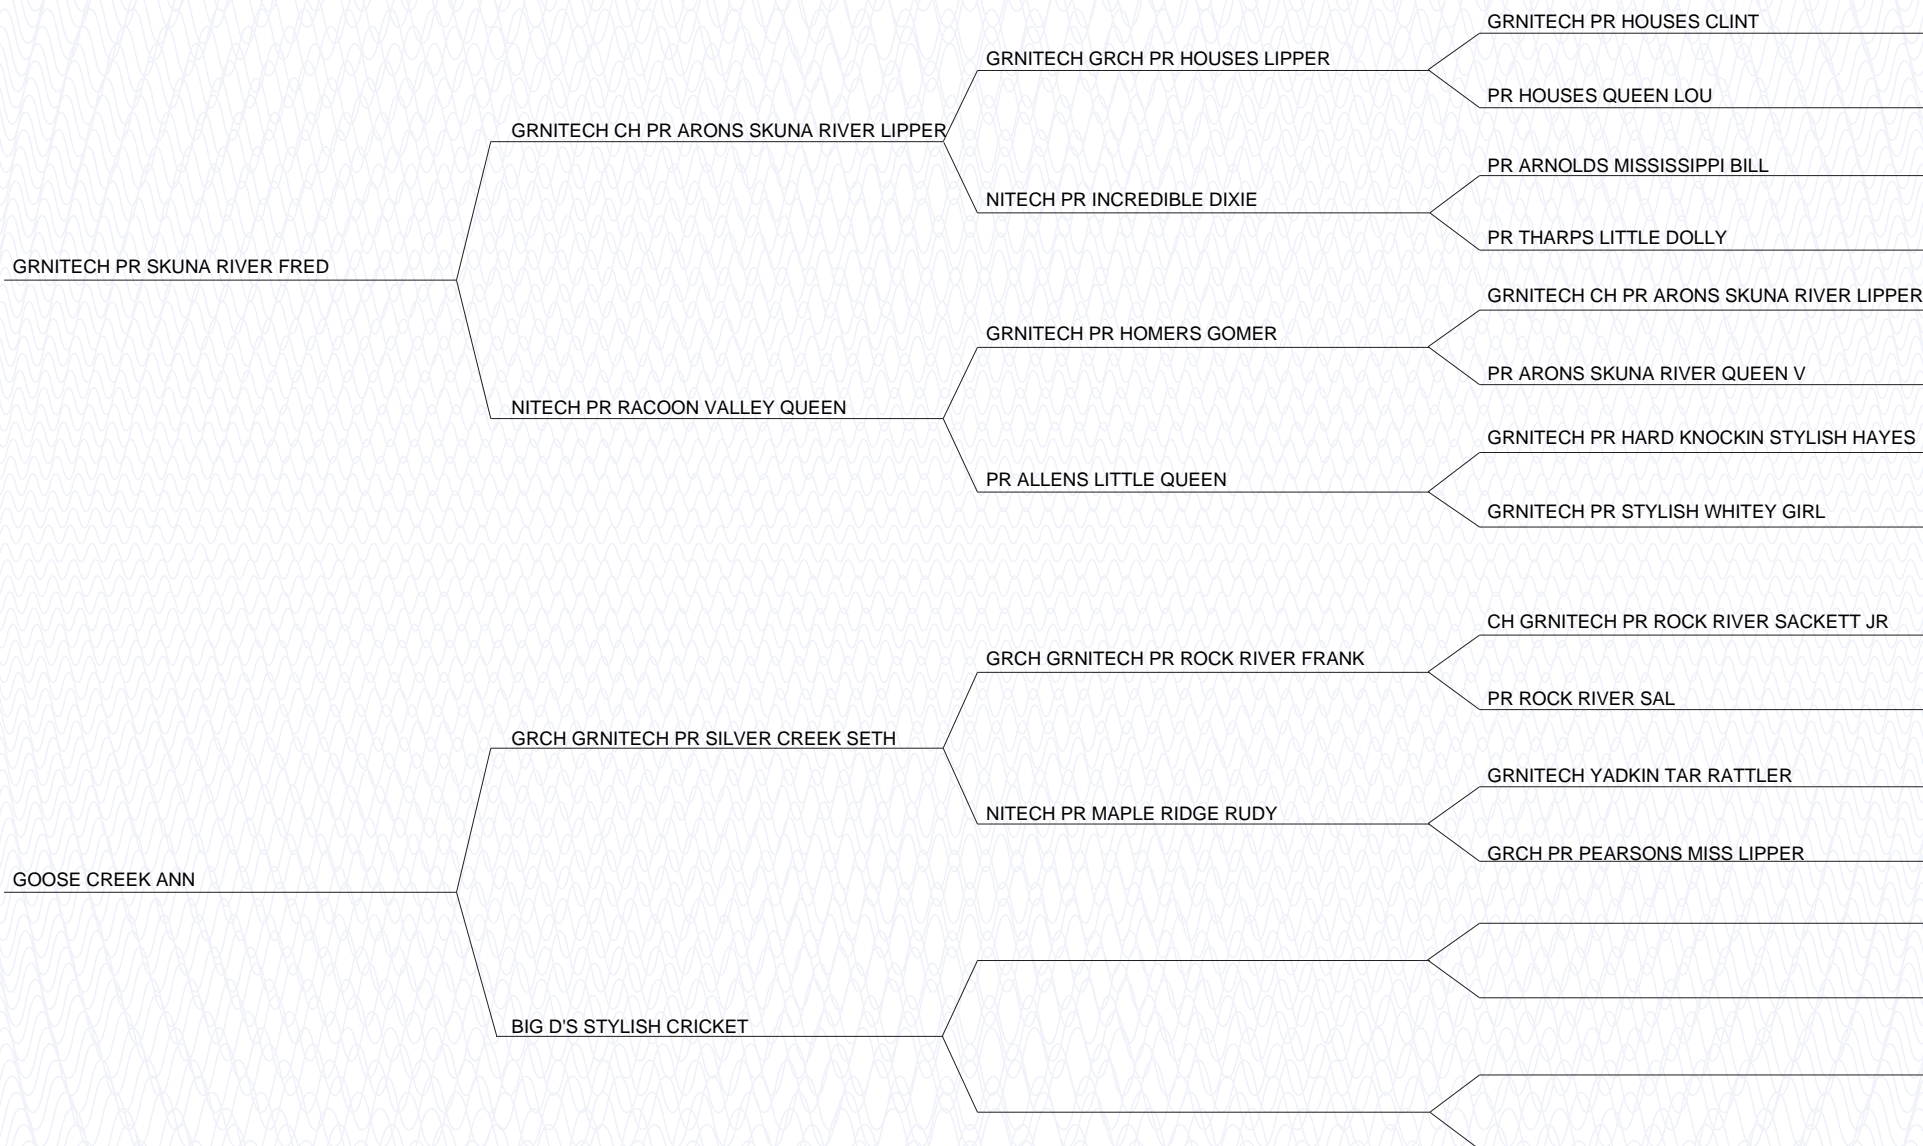 GRNITECH PR HOUSES CLINT
GRNITECH GRCH PR HOUSES LIPPER
PR HOUSES QUEEN LOU
GRNITECH CH PR ARONS SKUNA RIVER LIPPER
PR ARNOLDS MISSISSIPPI BILL
NITECH PR INCREDIBLE DIXIE
PR THARPS LITTLE DOLLY
GRNITECH PR SKUNA RIVER FRED
GRNITECH CH PR ARONS SKUNA RIVER LIPPER
GRNITECH PR HOMERS GOMER
PR ARONS SKUNA RIVER QUEEN V
NITECH PR RACOON VALLEY QUEEN
GRNITECH PR HARD KNOCKIN STYLISH HAYES
PR ALLENS LITTLE QUEEN
GRNITECH PR STYLISH WHITEY GIRL
CH GRNITECH PR ROCK RIVER SACKETT JR
GRCH GRNITECH PR ROCK RIVER FRANK
PR ROCK RIVER SAL
GRCH GRNITECH PR SILVER CREEK SETH
GRNITECH YADKIN TAR RATTLER
NITECH PR MAPLE RIDGE RUDY
GRCH PR PEARSONS MISS LIPPER
GOOSE CREEK ANN
BIG D'S STYLISH CRICKET